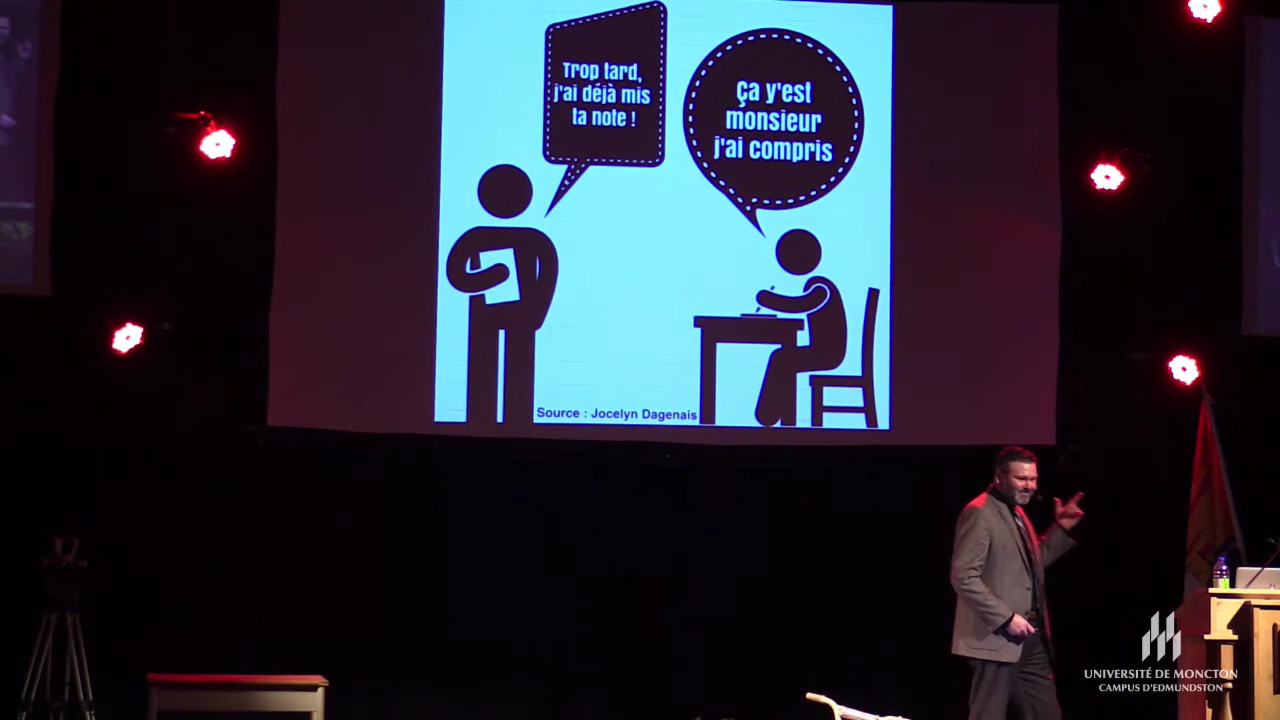 Trop tard,
j'ai déjà mis
ta note !
Ça y'est
monsieur
j'ai compris
Source : Jocelyn Dagenais
UNIVERSITÉ DE MONCTON
CAMPUS D'EDMUNDSTON